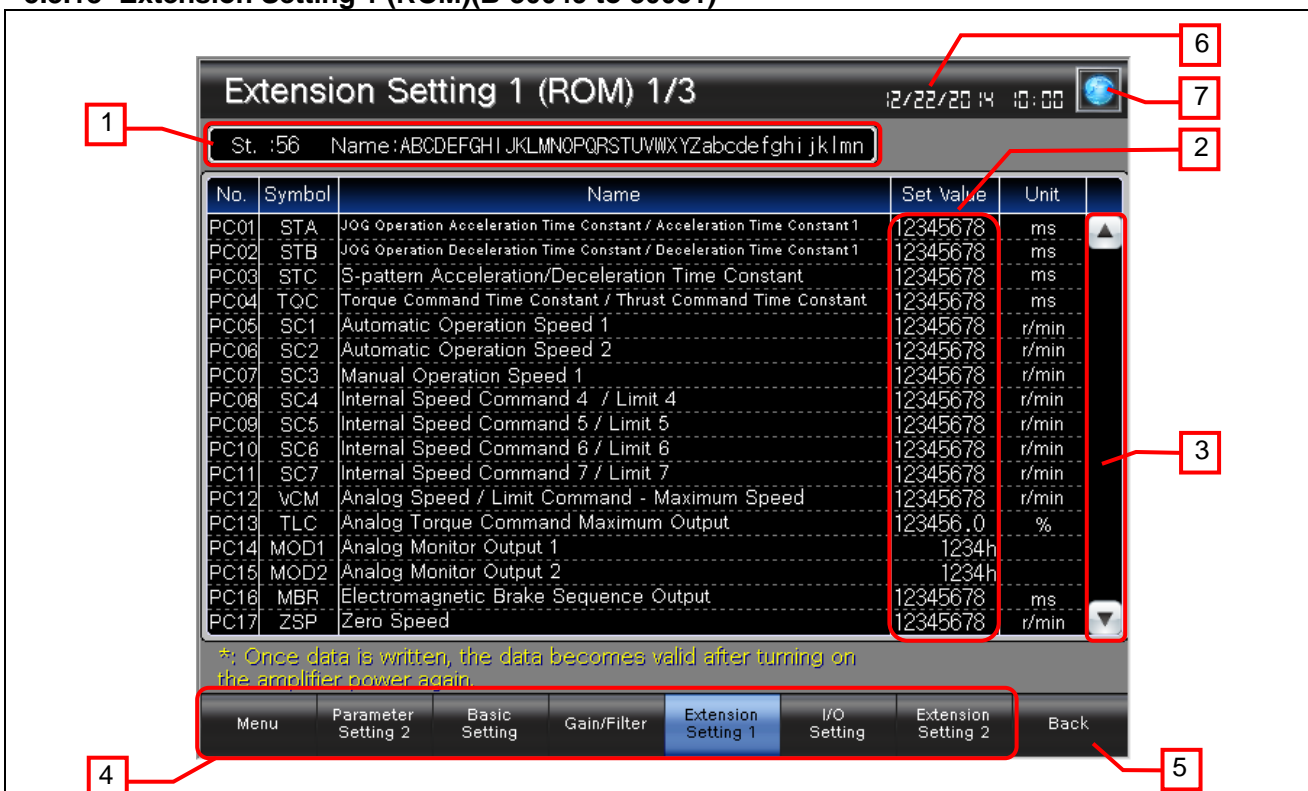 Extension Setting 1 (ROM) 1/3
12/22/2014 10:00
6
7
1
St. :56 Name:ABCDEFGHIJKLMNOPQRSTUVWXYZabcdefghijklmn
2
No. Symbol Name Set Value Unit
PC01 STA JOG Operation Acceleration Time Constant / Acceleration Time Constant1 12345678 ms
PC02 STB JOG Operation Deceleration Time Constant / Deceleration Time Constant1 12345678 ms
PC03 STC S-pattern Acceleration/Deceleration Time Constant 12345678 ms
PC04 TQC Torque Command Time Constant / Thrust Command Time Constant 12345678 ms
PC05 SC1 Automatic Operation Speed 1 12345678 r/min
PC06 SC2 Automatic Operation Speed 2 12345678 r/min
PC07 SC3 Manual Operation Speed 1 12345678 r/min
PC08 SC4 Internal Speed Command 4 / Limit 4 12345678 r/min
PC09 SC5 Internal Speed Command 5 / Limit 5 12345678 r/min
PC10 SC6 Internal Speed Command 6 / Limit 6 12345678 r/min
3
PC11 SC7 Internal Speed Command 7 / Limit 7 12345678 r/min
PC12 VCM Analog Speed / Limit Command - Maximum Speed 12345678 r/min
PC13 TLC Analog Torque Command Maximum Output 123456.0 %
PC14 MOD1 Analog Monitor Output 1 1234h
PC15 MOD2 Analog Monitor Output 2 1234h
PC16 MBR Electromagnetic Brake Sequence Output 12345678 ms
PC17 ZSP Zero Speed 12345678 r/min
*: Once data is written, the data becomes valid after turning on
the amplifier power again.
Menu
Parameter
Setting 2
Basic
Setting
Gain/Filter
Extension
Setting 1
I/O
Setting
Extension
Setting 2
Back
4
5